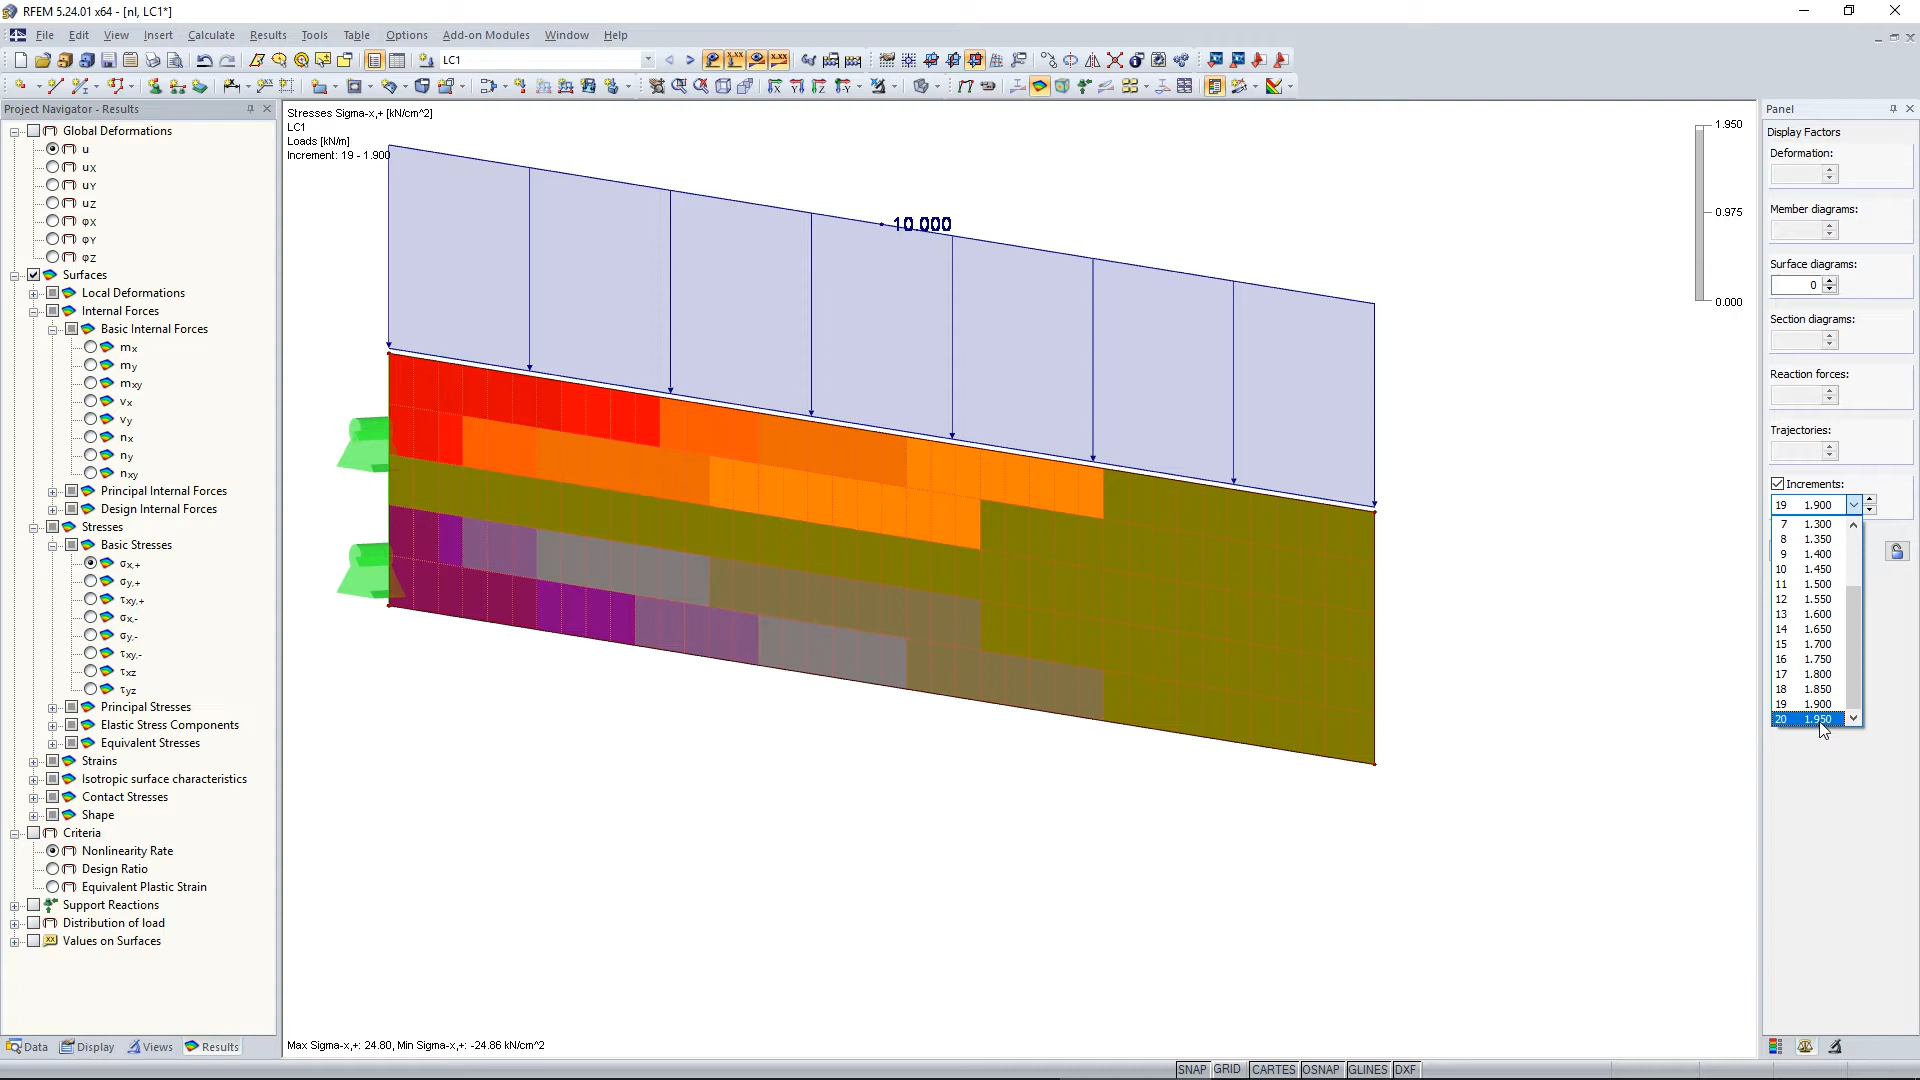 RFEM 5.24.01 x64 - [nl, LC1*]
File Edit View Insert Calculate Results Tools Table Options Add-on Modules Window Help
LC1
Project Navigator - Results
Global Deformations
u
uX
uY
uZ
φX
φY
φZ
Surfaces
Local Deformations
Internal Forces
Basic Internal Forces
mx
my
mxy
vx
vy
nx
ny
nxy
Principal Internal Forces
Design Internal Forces
Stresses
Basic Stresses
σx,+
σy,+
τxy,+
σx,-
σy,-
τxy,-
τxz
τyz
Principal Stresses
Elastic Stress Components
Equivalent Stresses
Strains
Isotropic surface characteristics
Contact Stresses
Shape
Criteria
Nonlinearity Rate
Design Ratio
Equivalent Plastic Strain
Support Reactions
Distribution of load
Values on Surfaces
Data Display Views Results
Stresses Sigma-x,+ [kN/cm^2]
LC1
Loads [kN/m]
Increment: 19 - 1.900
10.000
1.950
0.975
0.000
Max Sigma-x,+: 24.80, Min Sigma-x,+: -24.86 kN/cm^2
Panel
Display Factors
Deformation:
Member diagrams:
Surface diagrams:
0
Section diagrams:
Reaction forces:
Trajectories:
Increments:
19 1.900
7 1.300
8 1.350
9 1.400
10 1.450
11 1.500
12 1.550
13 1.600
14 1.650
15 1.700
16 1.750
17 1.800
18 1.850
19 1.900
20 1.950
SNAP GRID CARTES OSNAP GLINES DXF